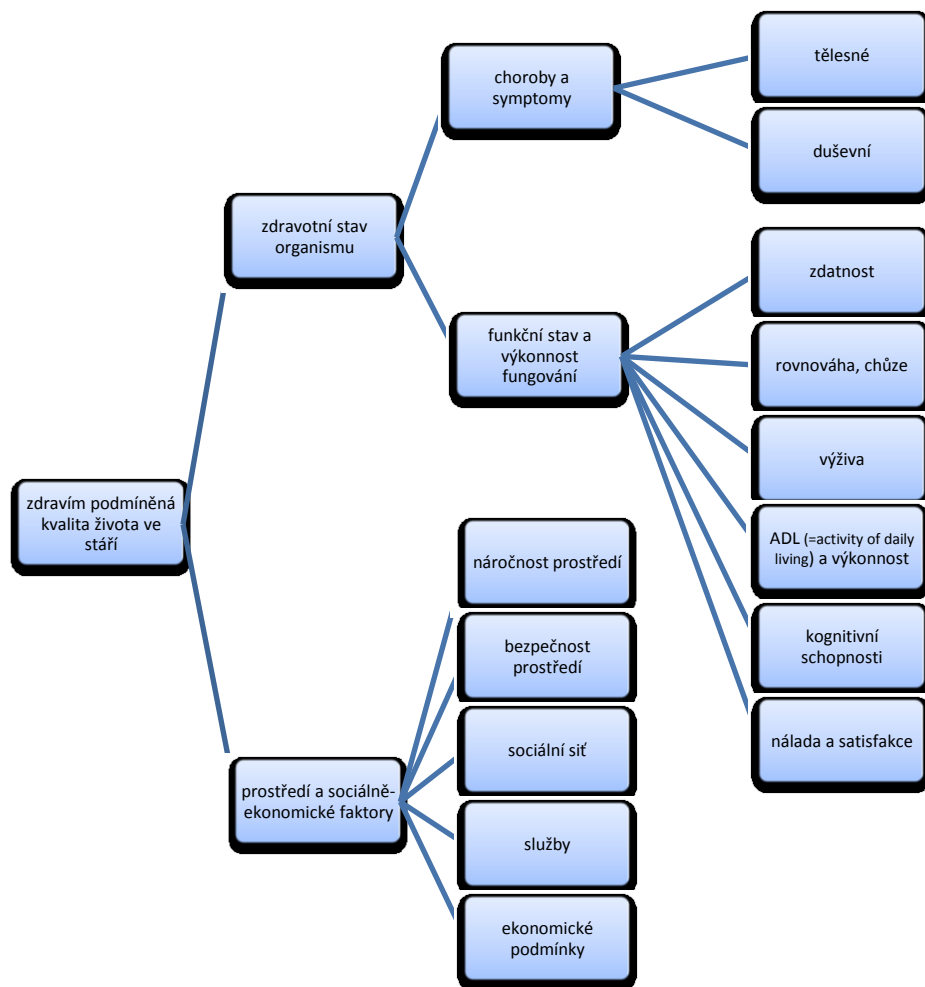 choroby a
symptomy
tělesné
duševní
zdravotní stav
organismu
funkční stav a
výkonnost
fungování
zdatnost
rovnováha, chůze
výživa
ADL (=activity of daily
living) a výkonnost
kognitivní
schopnosti
nálada a satisfakce
zdravím podmíněná
kvalita života ve
stáří
náročnost prostředí
bezpečnost
prostředí
sociální siť
služby
ekonomické
podmínky
prostředí a sociálně-
ekonomické faktory